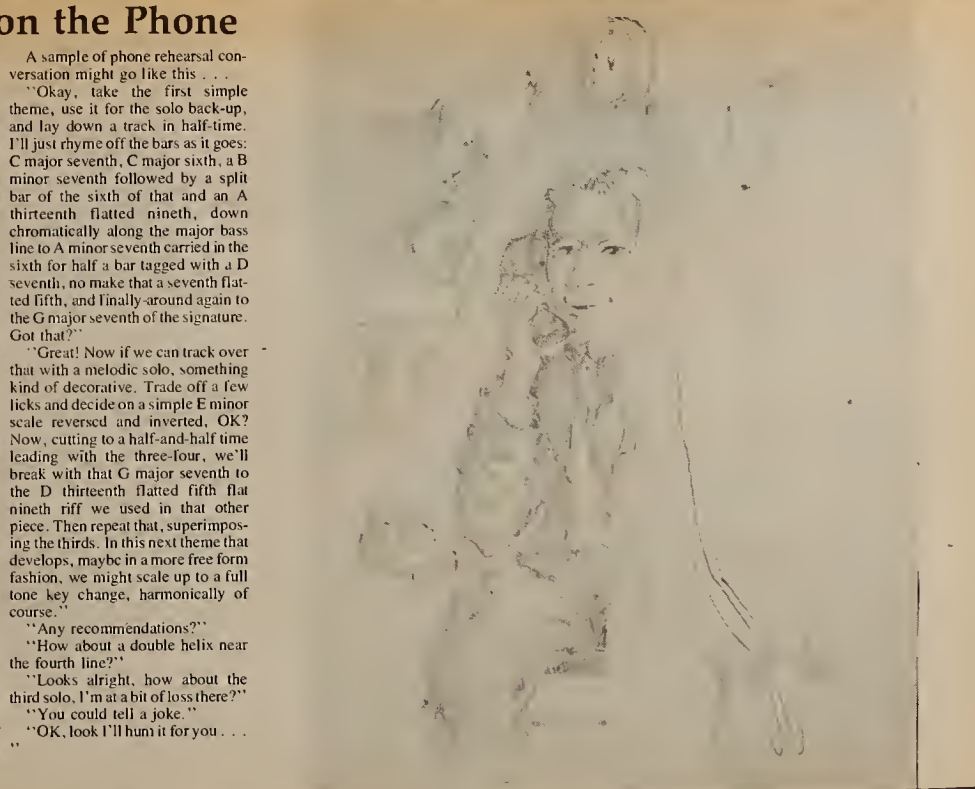 on the Phone
A sample of phone rehearsal con-
versation might go like this . . .
"Okay, take the first simple
theme, use it for the solo back-up,
and lay down a track in half-time.
I'll just rhyme off the bars as it goes:
C major seventh, C major sixth, a B
minor seventh followed by a split
bar of the sixth of that and an A
thirteenth flatted nineth, down
chromatically along the major bass
line to A minor seventh carried in the
sixth for half a bar tagged with a D
seventh, no make that a seventh flat-
ted fifth, and finally around again to
the G major seventh of the signature.
Got that?"
"Great! Now if we can track over
that with a melodic solo, something
kind of decorative. Trade off a few
licks and decide on a simple E minor
scale reversed and inverted, OK?
Now, cutting to a half-and-half time
leading with the three-four, we'll
break with that G major seventh to
the D thirteenth flatted fifth flat
nineth riff we used in that other
piece. Then repeat that, superimpos-
ing the thirds. In this next theme that
develops, maybe in a more free form
fashion, we might scale up to a full
tone key change, harmonically of
course."
"Any recommendations?"
"How about a double helix near
the fourth line?"
"Looks alright, how about the
third solo, I'm at a bit of loss there?"
"You could tell a joke."
"OK, look I'll hum it for you . . .
"